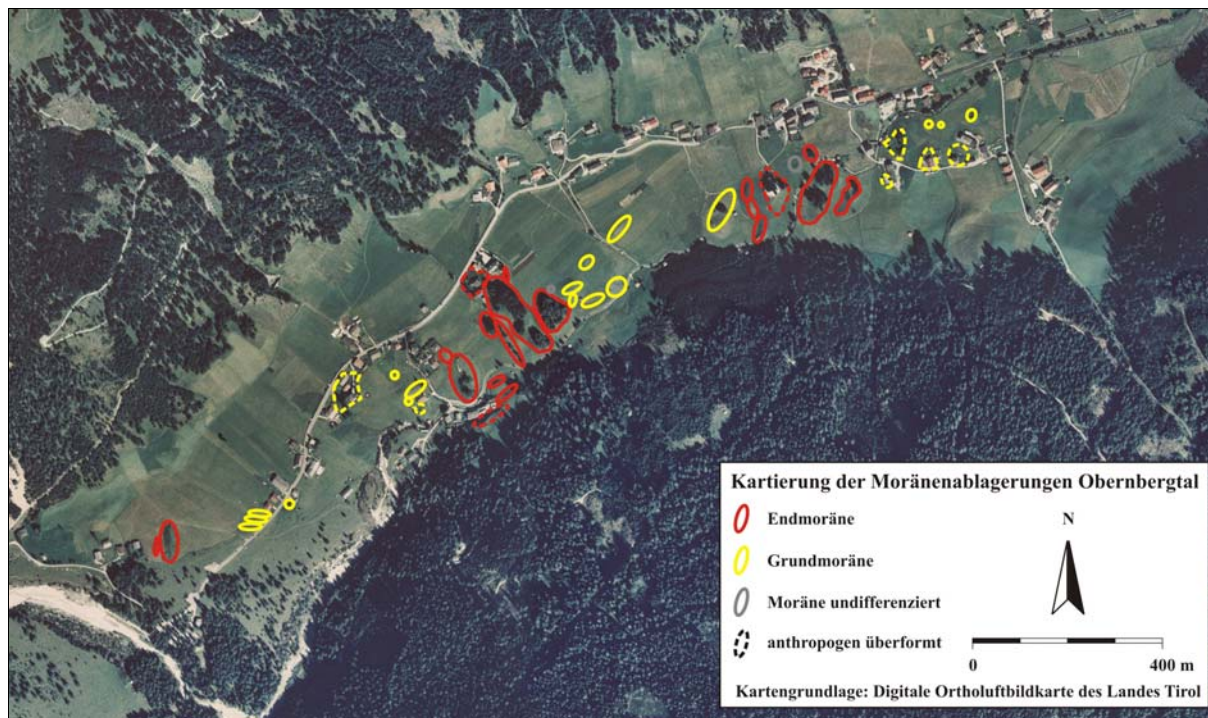 Kartierung der Moränenablagerungen Obernbergtal
Endmoräne
Grundmoräne
Moräne undifferenziert
anthropogen überformt
N
0 400 m
Kartengrundlage: Digitale Ortholuftbildkarte des Landes Tirol